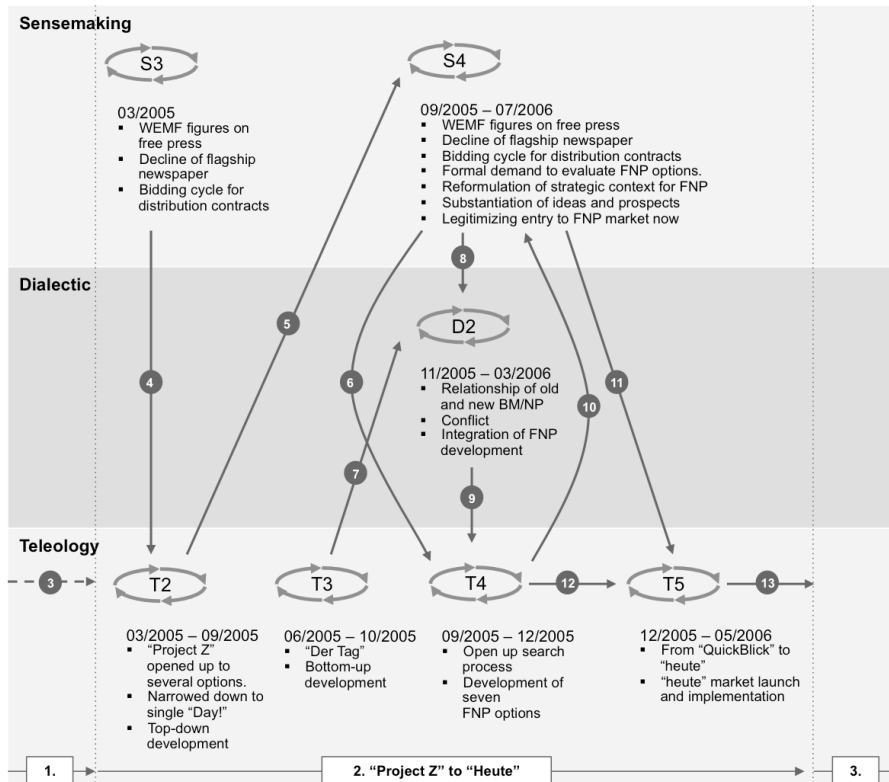 Sensemaking
S3
03/2005
▪ WEMF figures on
free press
▪ Decline of flagship
newspaper
▪ Bidding cycle for
distribution contracts
S4
09/2005 – 07/2006
▪ WEMF figures on free press
▪ Decline of flagship newspaper
▪ Bidding cycle for distribution contracts
▪ Formal demand to evaluate FNP options.
▪ Reformulation of strategic context for FNP
▪ Substantiation of ideas and prospects
▪ Legitimizing entry to FNP market now
8
Dialectic
5
D2
4
6
11
10
11/2005 – 03/2006
▪ Relationship of old
and new BM/NP
▪ Conflict
▪ Integration of FNP
development
7
9
Teleology
3
T2
03/2005 – 09/2005
▪ “Project Z”
opened up to
several options.
▪ Narrowed down to
single “Day!”
▪ Top-down
development
T3
06/2005 – 10/2005
▪ “Der Tag”
▪ Bottom-up
development
T4
09/2005 – 12/2005
▪ Open up search
process
▪ Development of
seven
FNP options
12
T5
12/2005 – 05/2006
▪ From “QuickBlick” to
“heute”
▪ “heute” market launch
and implementation
13
1.
2. “Project Z” to “Heute”
3.